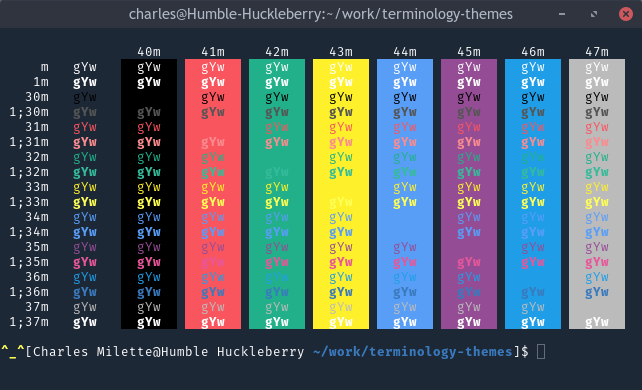 charles@Humble-Huckleberry:~/work/terminology-themes
40m 41m 42m 43m 44m 45m 46m 47m
m gYw gYw gYw gYw gYw gYw gYw gYw gYw
1m gYw gYw gYw gYw gYw gYw gYw gYw gYw
30m gYw gYw gYw gYw gYw gYw gYw gYw
1;30m gYw gYw gYw gYw gYw gYw gYw gYw gYw
31m gYw gYw gYw gYw gYw gYw gYw gYw
1;31m gYw gYw gYw gYw gYw gYw gYw gYw gYw
32m gYw gYw gYw gYw gYw gYw gYw gYw
1;32m gYw gYw gYw gYw gYw gYw gYw gYw gYw
33m gYw gYw gYw gYw gYw gYw gYw gYw
1;33m gYw gYw gYw gYw gYw gYw gYw gYw gYw
34m gYw gYw gYw gYw gYw gYw gYw gYw
1;34m gYw gYw gYw gYw gYw gYw gYw gYw
35m gYw gYw gYw gYw gYw gYw gYw gYw
1;35m gYw gYw gYw gYw gYw gYw gYw gYw gYw
36m gYw gYw gYw gYw gYw gYw gYw gYw
1;36m gYw gYw gYw gYw gYw gYw gYw gYw gYw
37m gYw gYw gYw gYw gYw gYw gYw gYw
1;37m gYw gYw gYw gYw gYw gYw gYw gYw gYw
^_^[Charles Milette@Humble Huckleberry ~/work/terminology-themes]$